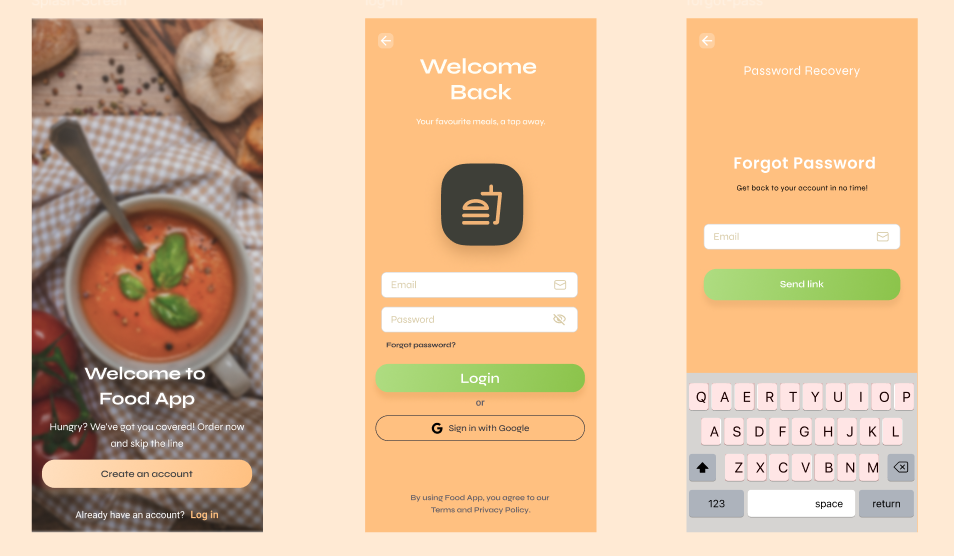 Welcome to
Food App
Hungry? We've got you covered! Order now
and skip the line
Create an account
Already have an account? Log in
Welcome
Back
Your favourite meals, a tap away.
Email
Password
Forgot password?
Login
or
G Sign in with Google
By using Food App, you agree to our
Terms and Privacy Policy.
Password Recovery
Forgot Password
Get back to your account in no time!
Email
Send link
Q A E R T Y U I O P
A S D F G H J K L
Z X C V B N M
123 space return